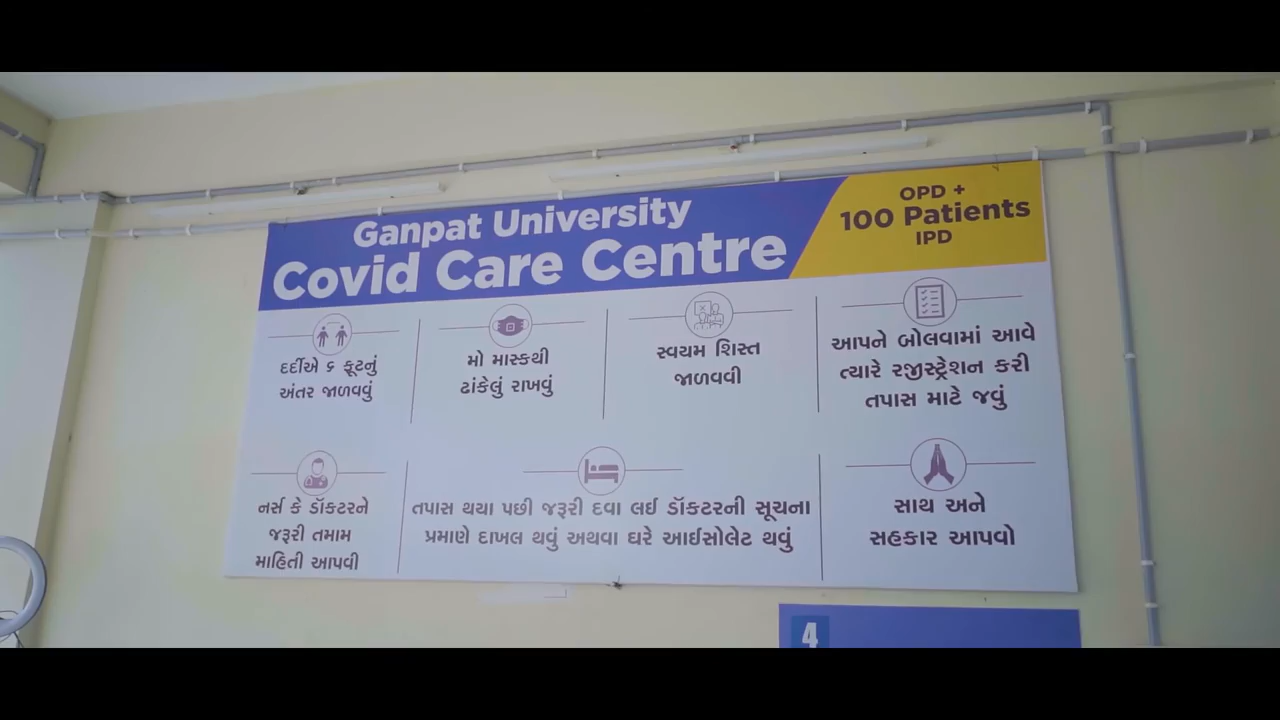 Ganpat University
Covid Care Centre
OPD +
100 Patients
IPD
દર્દીએ ૬ ફૂટનું
અંતર જાળવવું
મો માસ્કથી
ઢાંકેલું રાખવું
સ્વયમ શિસ્ત
જાળવવી
આપને બોલવામાં આવે
ત્યારે રજીસ્ટ્રેશન કરી
તપાસ માટે જવું
નર્સ કે ડૉક્ટરને
જરૂરી તમામ
માહિતી આપવી
તપાસ થયા પછી જરૂરી દવા લઈ ડૉક્ટરની સૂચના
પ્રમાણે દાખલ થવું અથવા ઘરે આઈસોલેટ થવું
સાથ અને
સહકાર આપવો
4